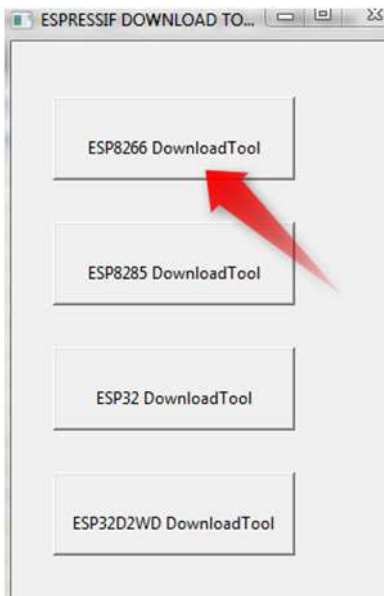 ESPRESSIF DOWNLOAD TO...
ESP8266 DownloadTool
ESP8285 DownloadTool
ESP32 DownloadTool
ESP32D2WD DownloadTool